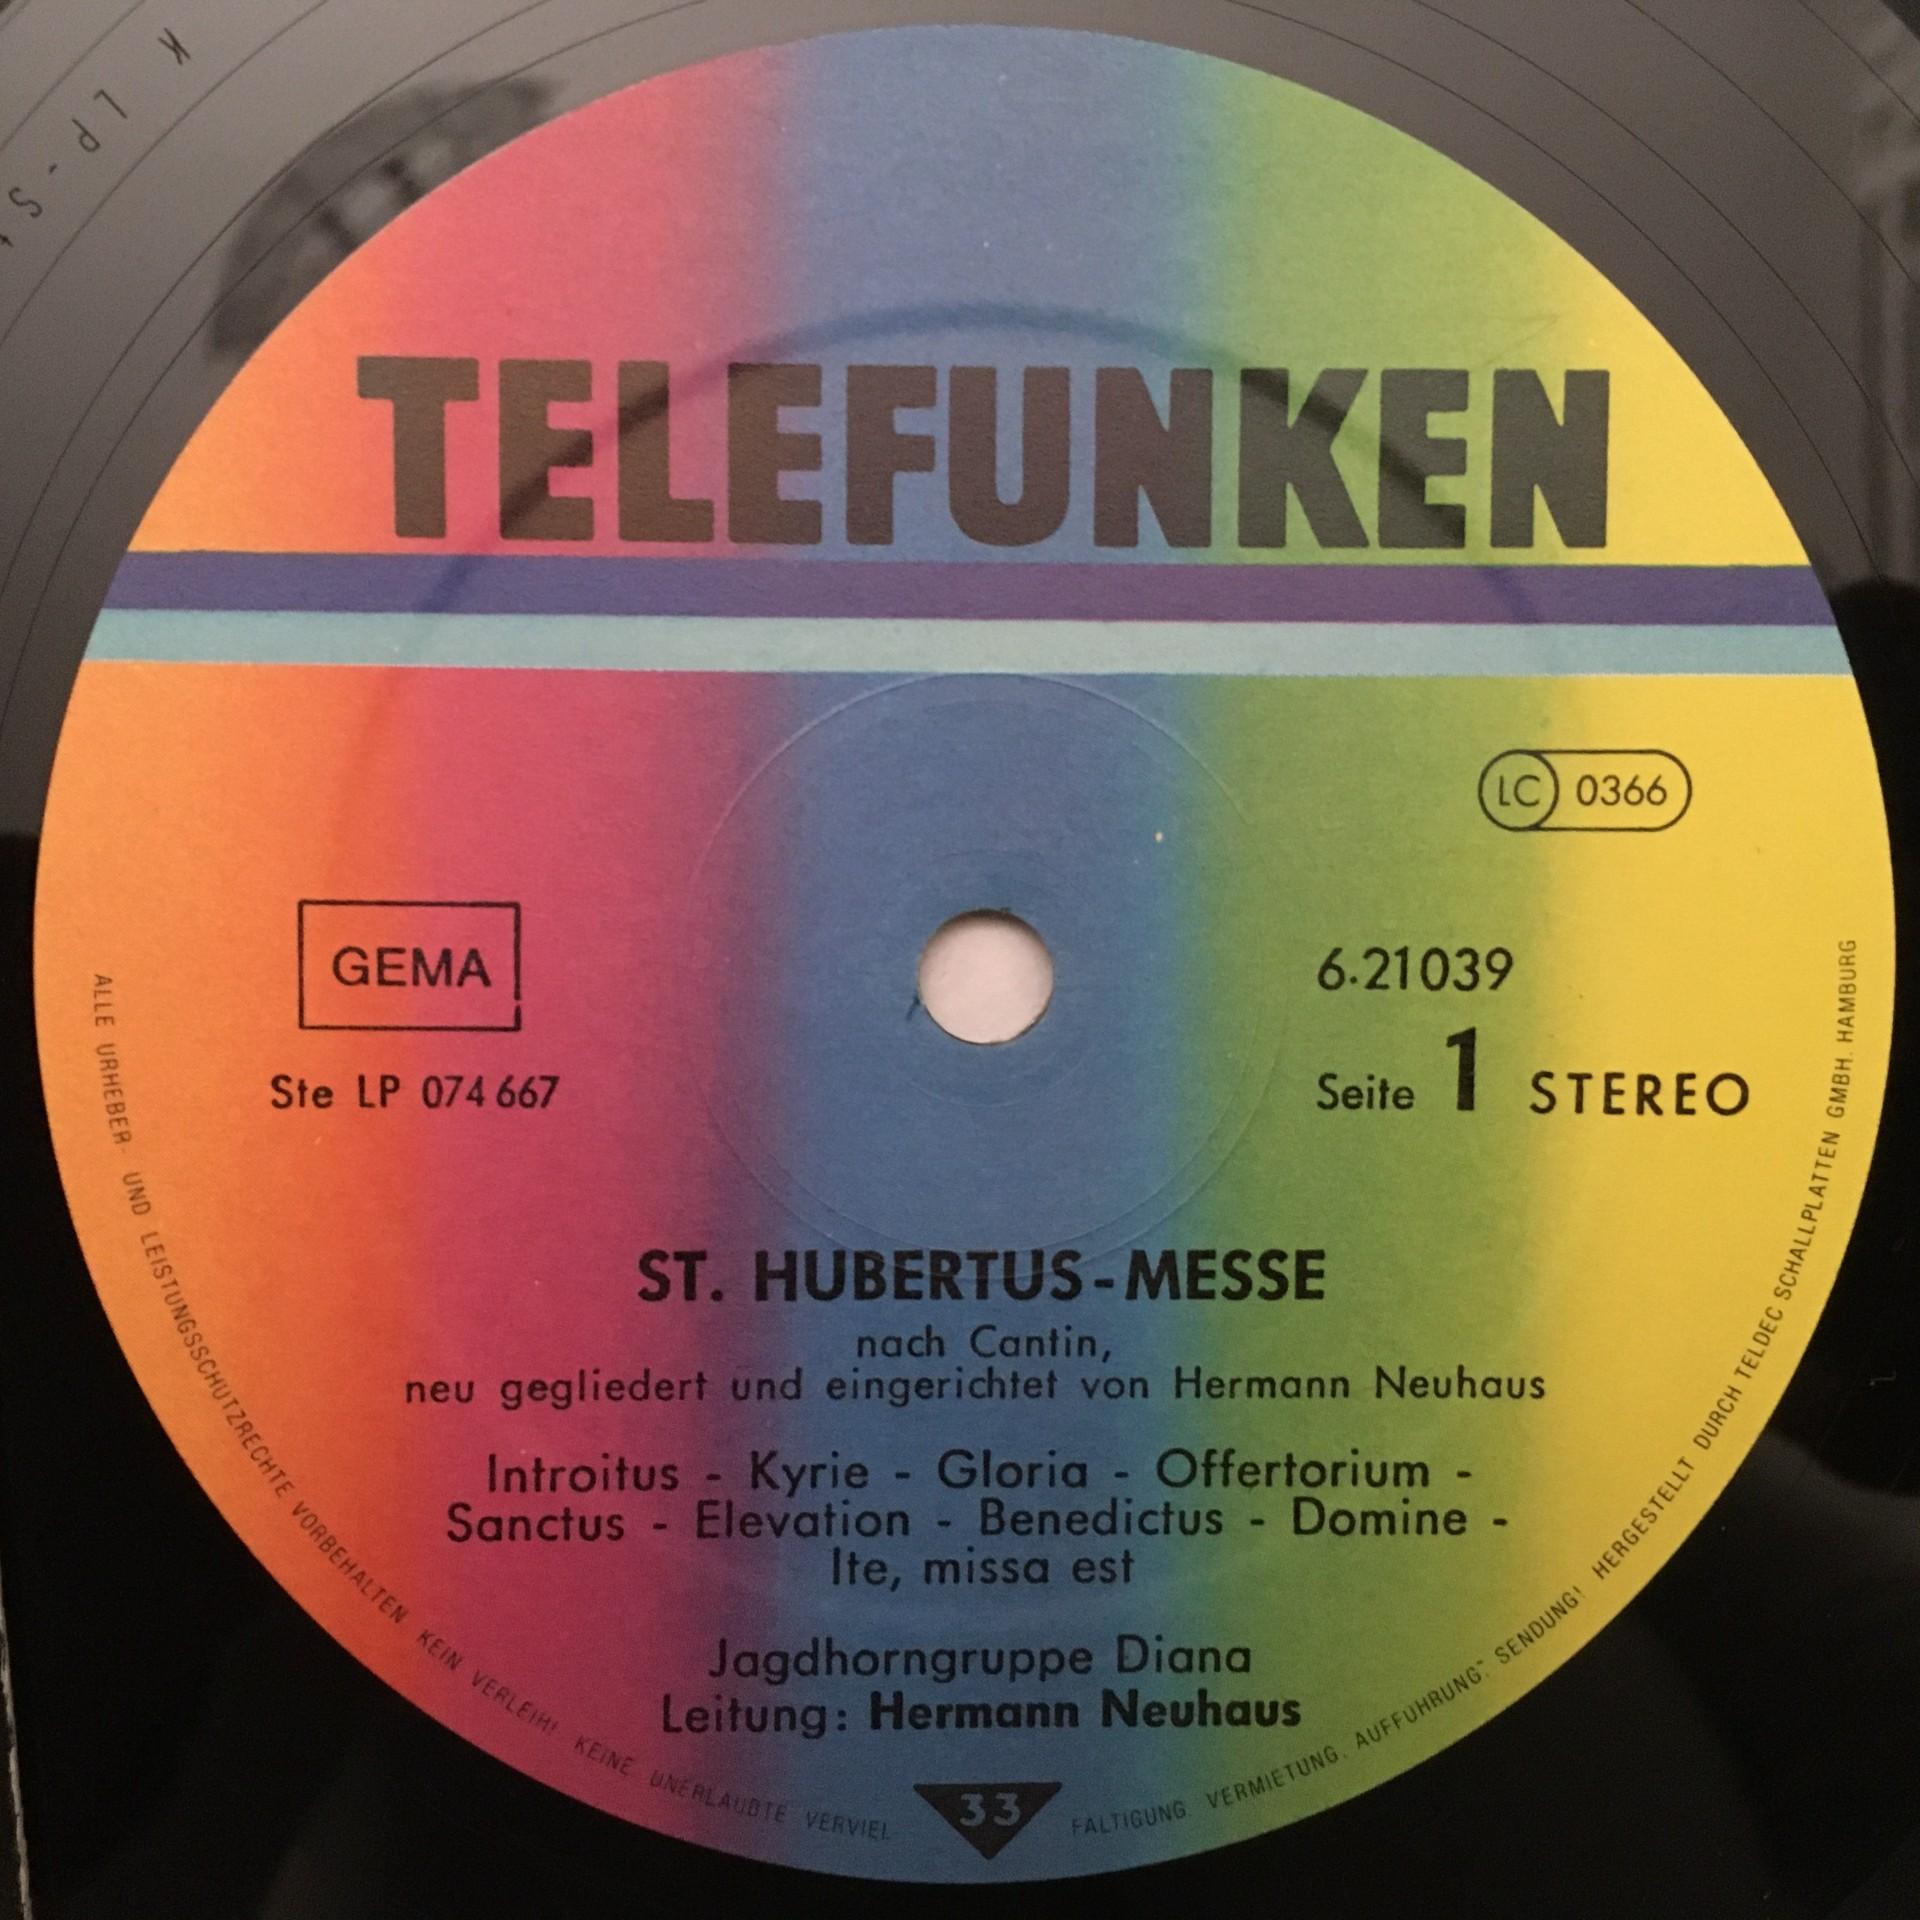 K LP-S
TELEFUNKEN
LC 0366
GEMA
6.21039
Ste LP 074 667
Seite 1 STEREO
ST. HUBERTUS-MESSE
nach Cantin,
neu gegliedert und eingerichtet von Hermann Neuhaus
Introitus - Kyrie - Gloria - Offertorium -
Sanctus - Elevation - Benedictus - Domine -
Ite, missa est
Jagdhorngruppe Diana
Leitung: Hermann Neuhaus
33
ALLE URHEBER- UND LEISTUNGSSCHUTZRECHTE VORBEHALTEN KEIN VERLEIH! KEINE UNERLAUBTE VERVIEL FALTIGUNG. VERMIETUNG. AUFFUHRUNG. SENDUNG! HERGESTELLT DURCH TELDEC SCHALLPLATTEN GMBH. HAMBURG